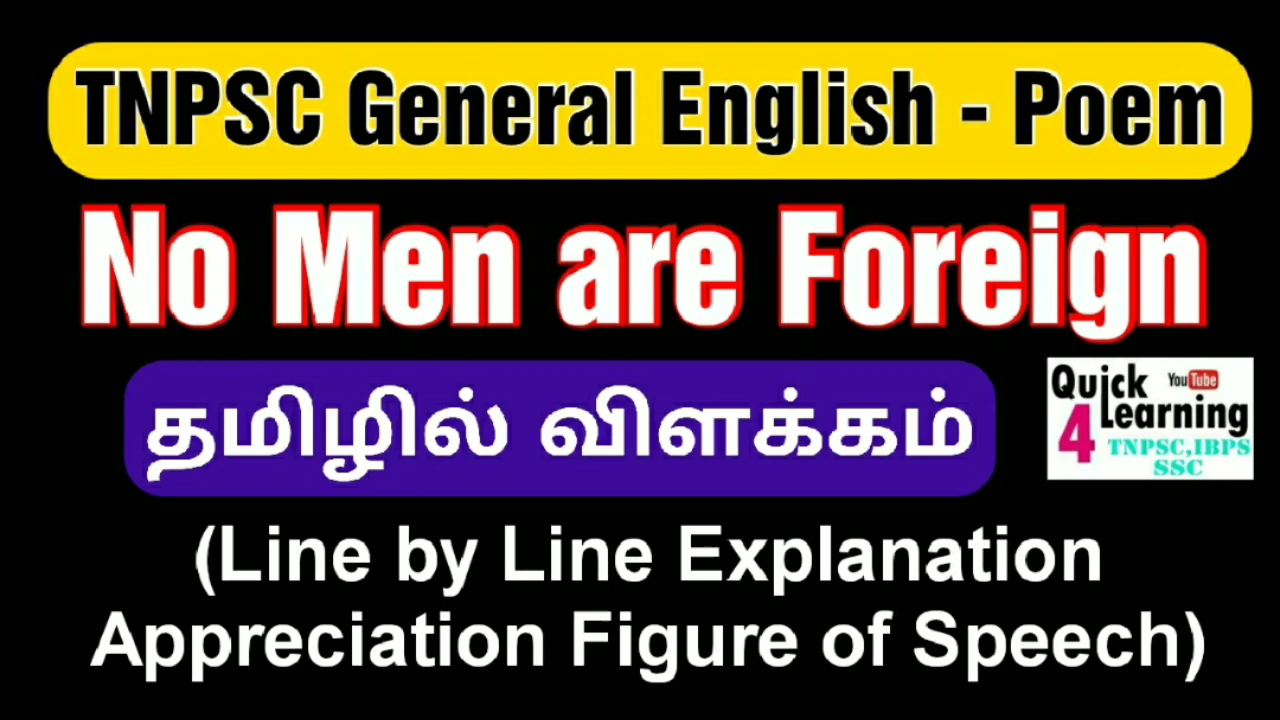 TNPSC General English - Poem
No Men are Foreign
தமிழில் விளக்கம்
Quick YouTube
4 Learning
TNPSC,IBPS
SSC
(Line by Line Explanation
Appreciation Figure of Speech)